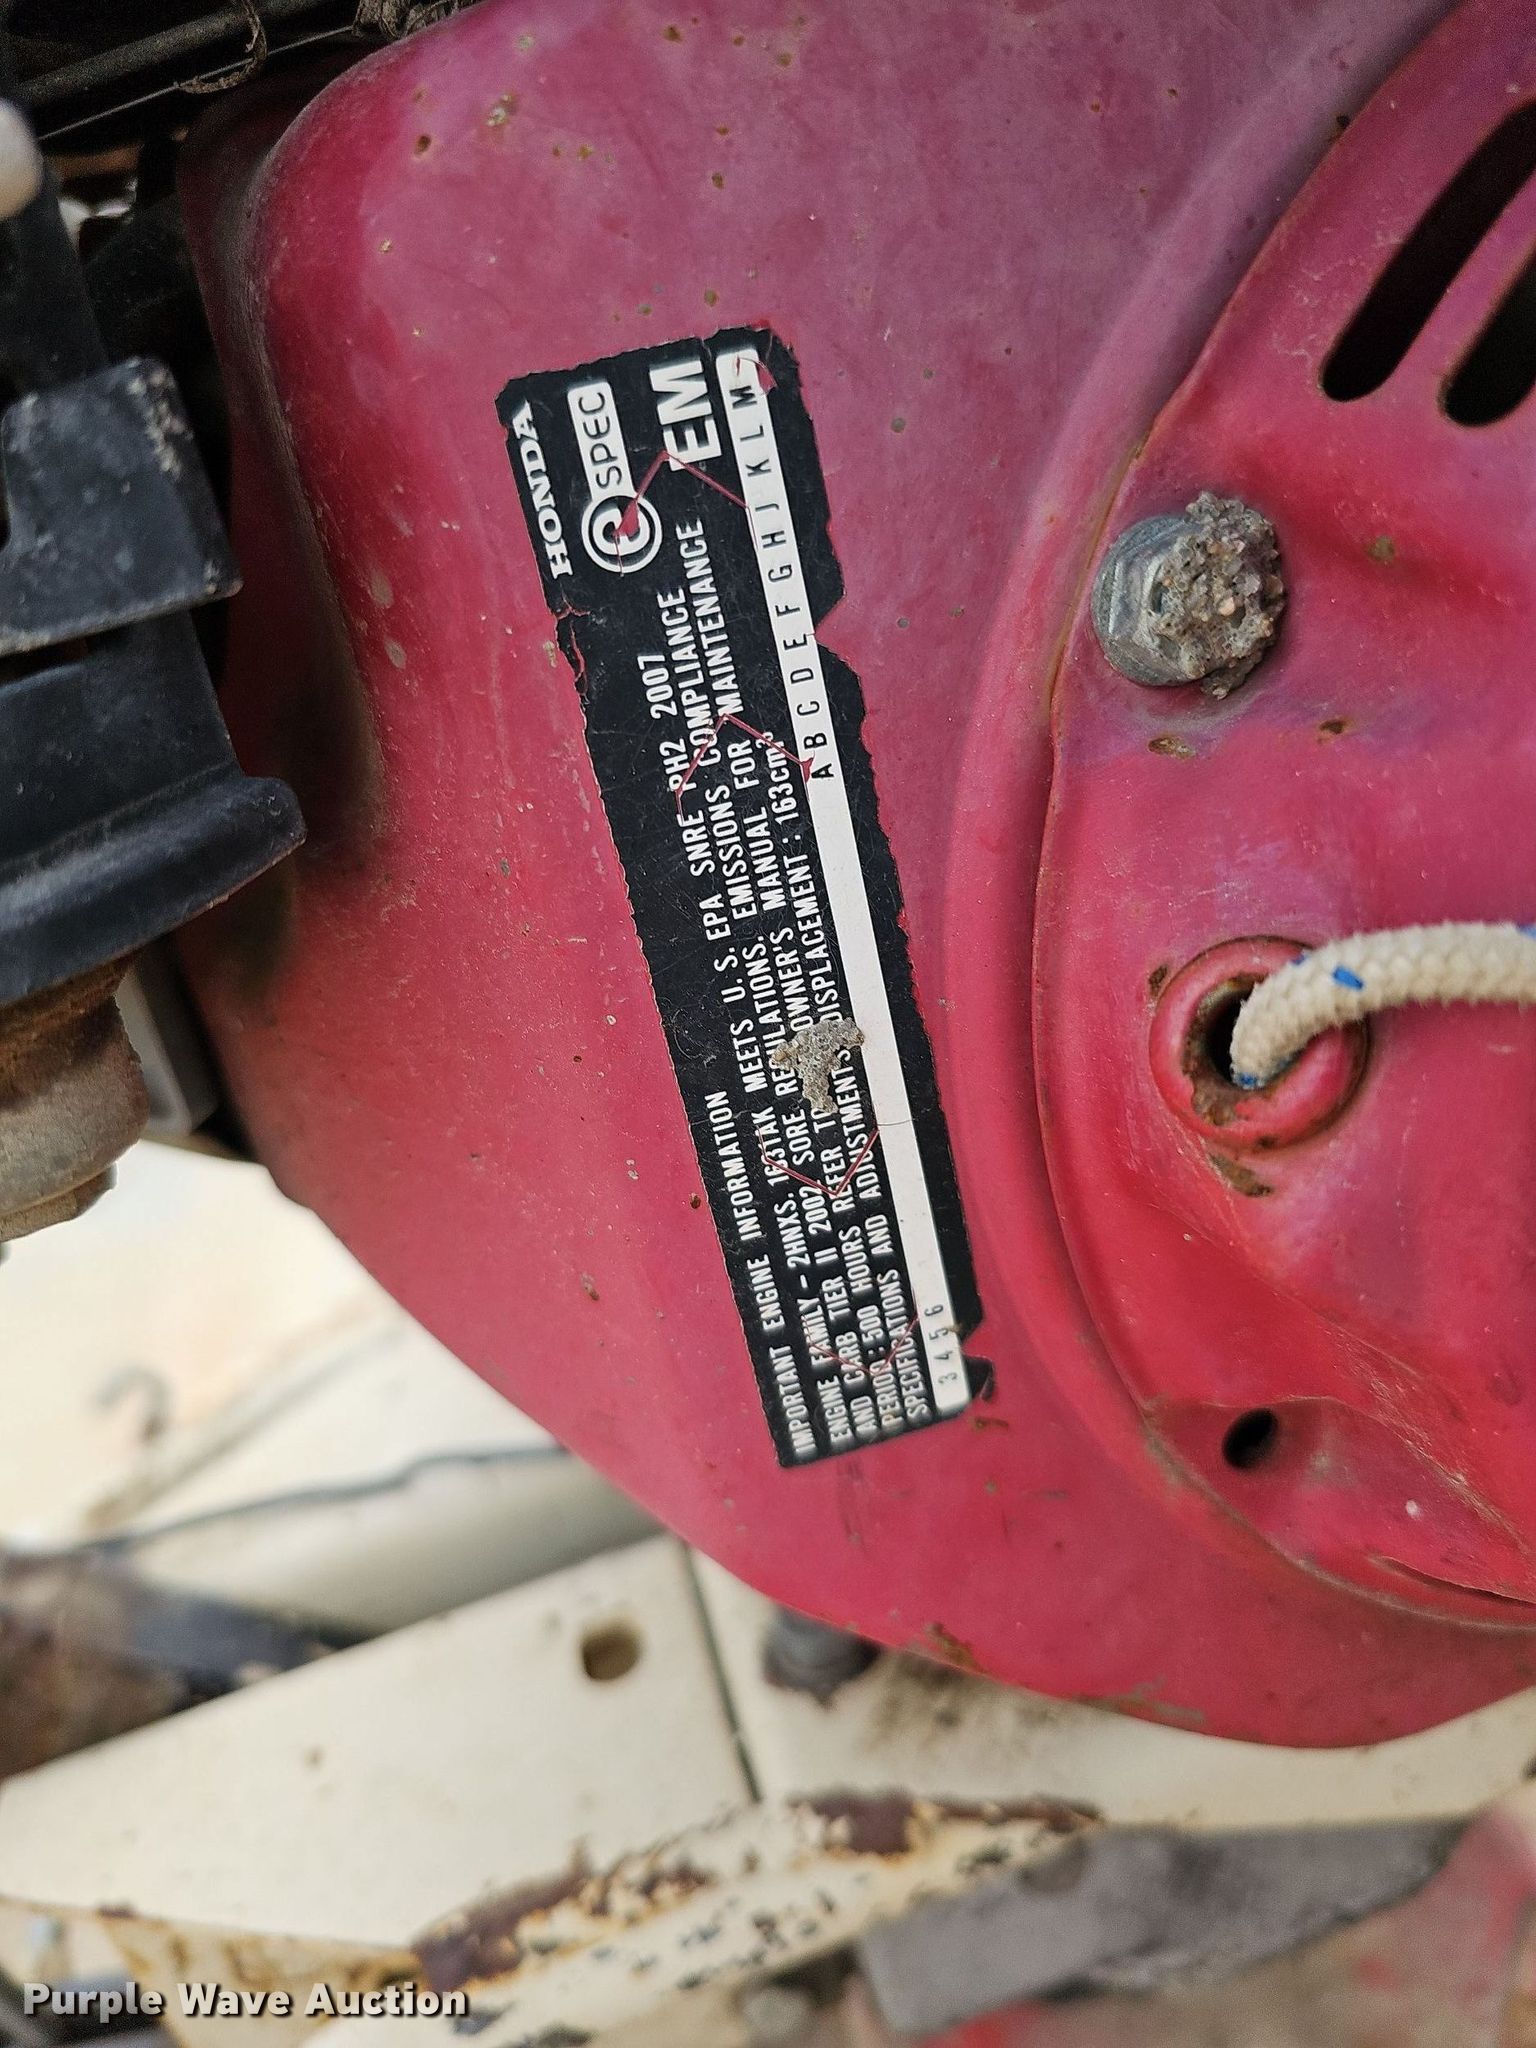 HONDA
C SPEC
EM
IMPORTANT ENGINE INFORMATION
ENGINE FAMILY - 2HNXS. 1631AK MEETS U. S. EPA SNRE PH2 2007
AND CARB TIER II 2002 SORE REGULATIONS. EMISSIONS COMPLIANCE
PERIOD : 500 HOURS REFER TO OWNER'S MANUAL FOR MAINTENANCE
SPECIFICATIONS AND ADJUSTMENTS DISPLACEMENT : 163cm³
3 4 5 6 A B C D E F G H J K L M
Purple Wave Auction